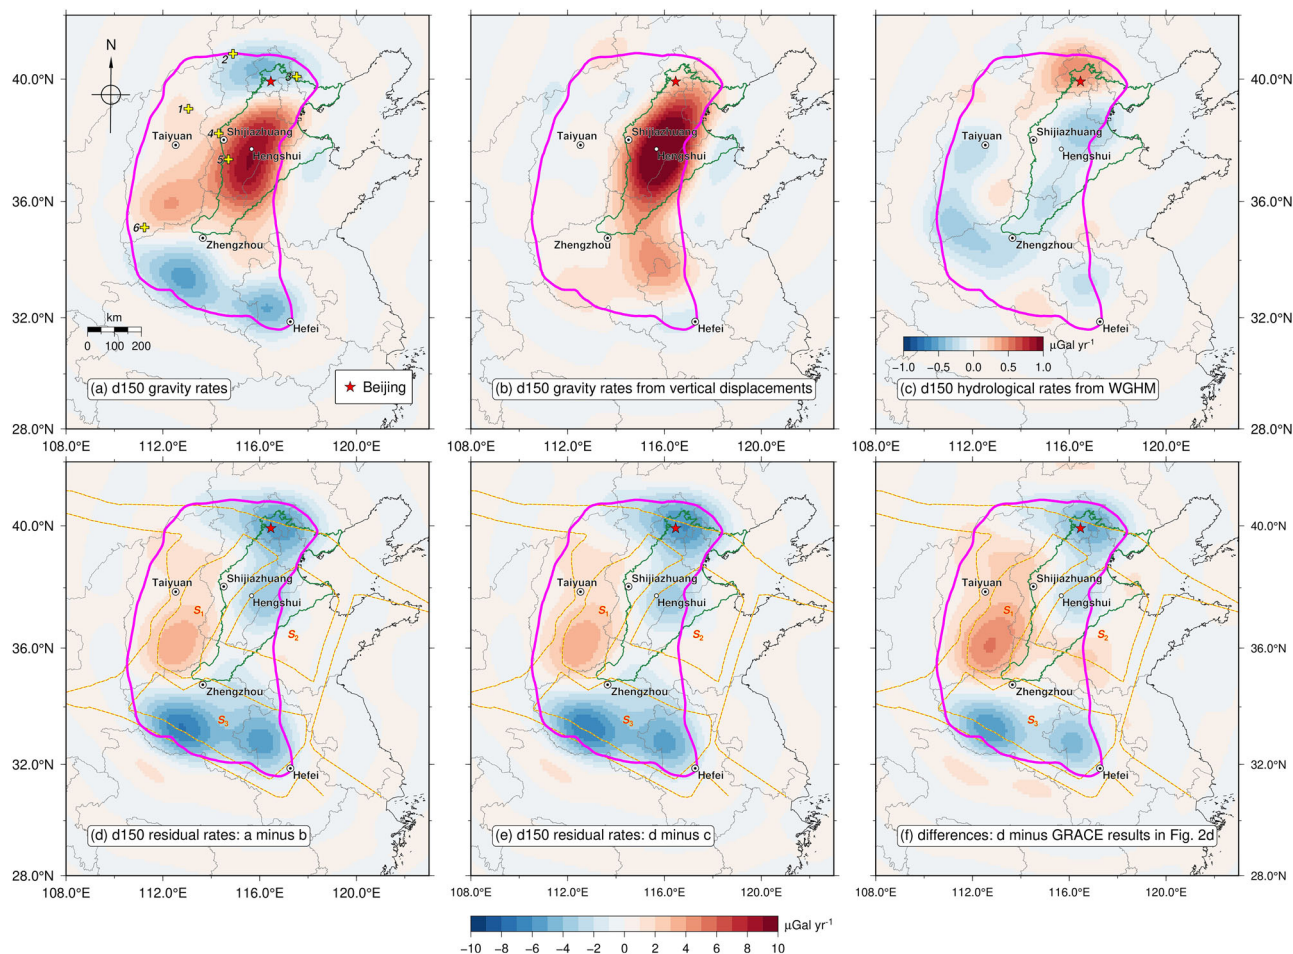 N
2
3
40.0°N
1
Taiyuan
4
Shijiazhuang
5
Hengshui
36.0°N
6
Zhengzhou
km
0 100 200
32.0°N
Hefei
(a) d150 gravity rates
Beijing
28.0°N
108.0°E 112.0°E 116.0°E 120.0°E
Taiyuan
Shijiazhuang
Hengshui
Zhengzhou
Hefei
(b) d150 gravity rates from vertical displacements
108.0°E 112.0°E 116.0°E 120.0°E
40.0°N
Taiyuan
Shijiazhuang
Hengshui
36.0°N
Zhengzhou
32.0°N
Hefei
−1.0 −0.5 0.0 0.5 1.0
μGal yr⁻¹
(c) d150 hydrological rates from WGHM
28.0°N
108.0°E 112.0°E 116.0°E 120.0°E
40.0°N
Taiyuan
Shijiazhuang
Hengshui
S₁
S₂
36.0°N
Zhengzhou
S₃
32.0°N
Hefei
(d) d150 residual rates: a minus b
28.0°N
108.0°E 112.0°E 116.0°E 120.0°E
Taiyuan
Shijiazhuang
Hengshui
S₁
S₂
Zhengzhou
S₃
Hefei
(e) d150 residual rates: d minus c
108.0°E 112.0°E 116.0°E 120.0°E
40.0°N
Taiyuan
Shijiazhuang
Hengshui
S₁
S₂
36.0°N
Zhengzhou
S₃
32.0°N
Hefei
(f) differences: d minus GRACE results in Fig. 2d
28.0°N
108.0°E 112.0°E 116.0°E 120.0°E
μGal yr⁻¹
−10 −8 −6 −4 −2 0 2 4 6 8 10